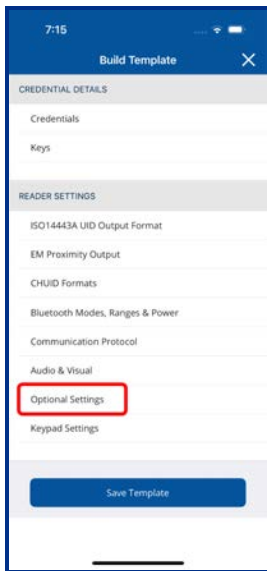 7:15
Build Template
CREDENTIAL DETAILS
Credentials
Keys
READER SETTINGS
ISO14443A UID Output Format
EM Proximity Output
CHUID Formats
Bluetooth Modes, Ranges & Power
Communication Protocol
Audio & Visual
Optional Settings
Keypad Settings
Save Template